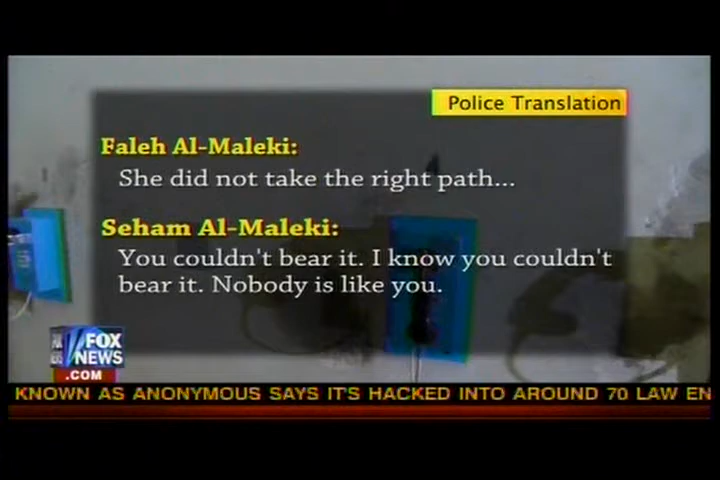 Police Translation
Faleh Al-Maleki:
She did not take the right path...
Seham Al-Maleki:
You couldn't bear it. I know you couldn't
bear it. Nobody is like you.
FOX
NEWS
.COM
KNOWN AS ANONYMOUS SAYS IT'S HACKED INTO AROUND 70 LAW EN